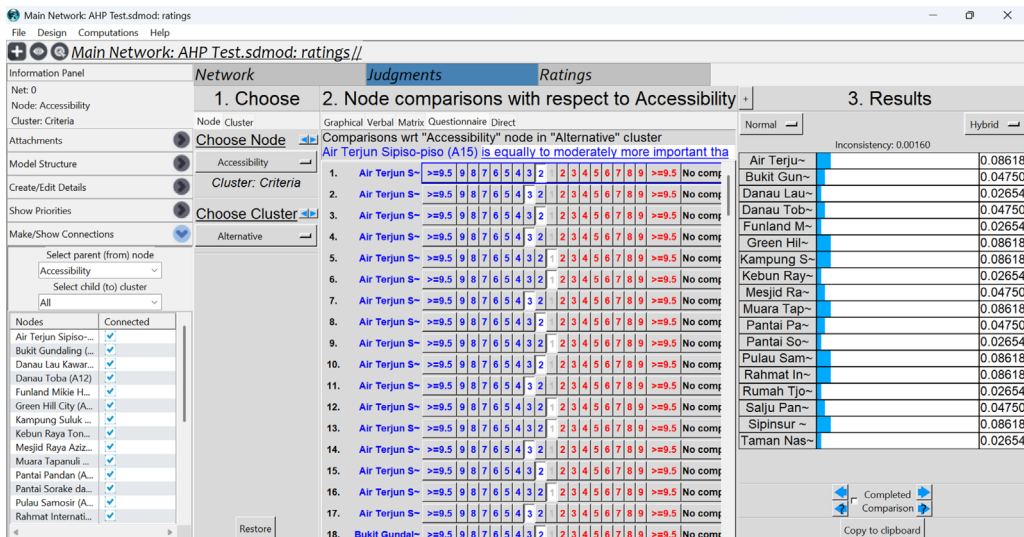 Main Network: AHP Test.sdmod: ratings
File Design Computations Help
Main Network: AHP Test.sdmod: ratings//
Information Panel
Net: 0
Node: Accessibility
Cluster: Criteria
Attachments
Model Structure
Create/Edit Details
Show Priorities
Make/Show Connections
Select parent (from) node
Accessibility
Select child (to) cluster
All
Nodes Connected
Air Terjun Sipiso-...
Bukit Gundaling (...
Danau Lau Kawar...
Danau Toba (A12)
Funland Mikie H...
Green Hill City (A...
Kampung Suluk ...
Kebun Raya Ton...
Mesjid Raya Aziz...
Muara Tapanuli ...
Pantai Pandan (A...
Pantai Sorake da...
Pulau Samosir (A...
Rahmat Internati...
Network Judgments Ratings
1. Choose
Node Cluster
Choose Node
Accessibility
Cluster: Criteria
Choose Cluster
Alternative
Restore
2. Node comparisons with respect to Accessibility
+
Graphical Verbal Matrix Questionnaire Direct
Comparisons wrt "Accessibility" node in "Alternative" cluster
Air Terjun Sipiso-piso (A15) is equally to moderately more important tha
1. Air Terjun S~ >=9.5 9 8 7 6 5 4 3 2 1 2 3 4 5 6 7 8 9 >=9.5 No comp
2. Air Terjun S~ >=9.5 9 8 7 6 5 4 3 2 1 2 3 4 5 6 7 8 9 >=9.5 No comp
3. Air Terjun S~ >=9.5 9 8 7 6 5 4 3 2 1 2 3 4 5 6 7 8 9 >=9.5 No comp
4. Air Terjun S~ >=9.5 9 8 7 6 5 4 3 2 1 2 3 4 5 6 7 8 9 >=9.5 No comp
5. Air Terjun S~ >=9.5 9 8 7 6 5 4 3 2 1 2 3 4 5 6 7 8 9 >=9.5 No comp
6. Air Terjun S~ >=9.5 9 8 7 6 5 4 3 2 1 2 3 4 5 6 7 8 9 >=9.5 No comp
7. Air Terjun S~ >=9.5 9 8 7 6 5 4 3 2 1 2 3 4 5 6 7 8 9 >=9.5 No comp
8. Air Terjun S~ >=9.5 9 8 7 6 5 4 3 2 1 2 3 4 5 6 7 8 9 >=9.5 No comp
9. Air Terjun S~ >=9.5 9 8 7 6 5 4 3 2 1 2 3 4 5 6 7 8 9 >=9.5 No comp
10. Air Terjun S~ >=9.5 9 8 7 6 5 4 3 2 1 2 3 4 5 6 7 8 9 >=9.5 No comp
11. Air Terjun S~ >=9.5 9 8 7 6 5 4 3 2 1 2 3 4 5 6 7 8 9 >=9.5 No comp
12. Air Terjun S~ >=9.5 9 8 7 6 5 4 3 2 1 2 3 4 5 6 7 8 9 >=9.5 No comp
13. Air Terjun S~ >=9.5 9 8 7 6 5 4 3 2 1 2 3 4 5 6 7 8 9 >=9.5 No comp
14. Air Terjun S~ >=9.5 9 8 7 6 5 4 3 2 1 2 3 4 5 6 7 8 9 >=9.5 No comp
15. Air Terjun S~ >=9.5 9 8 7 6 5 4 3 2 1 2 3 4 5 6 7 8 9 >=9.5 No comp
16. Air Terjun S~ >=9.5 9 8 7 6 5 4 3 2 1 2 3 4 5 6 7 8 9 >=9.5 No comp
17. Air Terjun S~ >=9.5 9 8 7 6 5 4 3 2 1 2 3 4 5 6 7 8 9 >=9.5 No comp
18. Bukit Gundal~ >=9.5 9 8 7 6 5 4 3 2 1 2 3 4 5 6 7 8 9 >=9.5 No comp
3. Results
Normal Hybrid
Inconsistency: 0.00160
Air Terju~ 0.08618
Bukit Gun~ 0.04750
Danau Lau~ 0.02654
Danau Tob~ 0.04750
Funland M~ 0.02654
Green Hil~ 0.08618
Kampung S~ 0.08618
Kebun Ray~ 0.02654
Mesjid Ra~ 0.04750
Muara Tap~ 0.08618
Pantai Pa~ 0.04750
Pantai So~ 0.02654
Pulau Sam~ 0.08618
Rahmat In~ 0.08618
Rumah Tjo~ 0.02654
Salju Pan~ 0.04750
Sipinsur ~ 0.08618
Taman Nas~ 0.02654
Completed
Comparison
Copy to clipboard